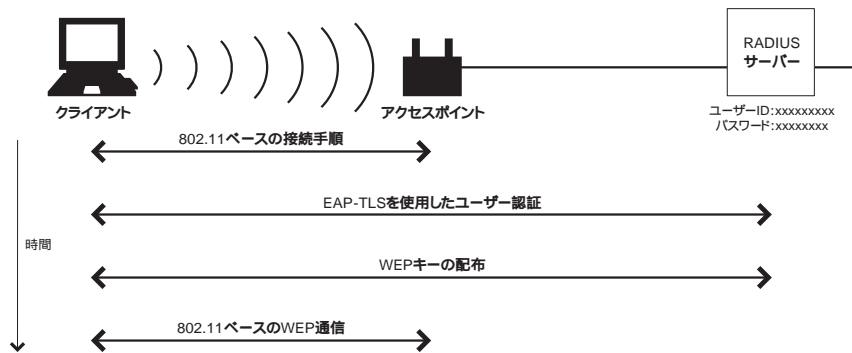 RADIUS
サーバー
クライアント
アクセスポイント
ユーザーID:xxxxxxxxx
パスワード:xxxxxxxx
802.11ベースの接続手順
EAP-TLSを使用したユーザー認証
時間
WEPキーの配布
802.11ベースのWEP通信